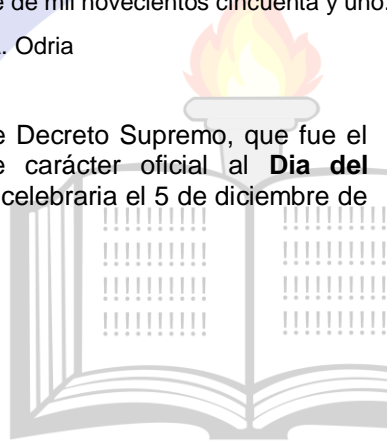 de mil novecientos cincuenta y uno.
. Odria
e Decreto Supremo, que fue el
e carácter oficial al Dia del
celebraria el 5 de diciembre de
!!!!!!!!!! !!!!!!!!!!
!!!!!!!!!! !!!!!!!!!!
!!!!!!!!!! !!!!!!!!!!
!!!!!!!!!! !!!!!!!!!!